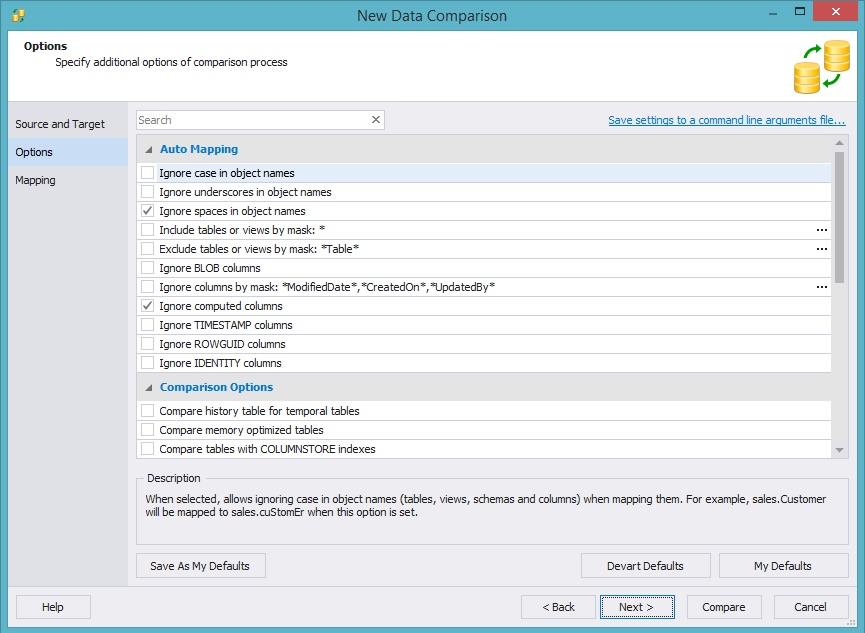 New Data Comparison
Options
Specify additional options of comparison process
Source and Target
Options
Mapping
Search
Save settings to a command line arguments file...
Auto Mapping
Ignore case in object names
Ignore underscores in object names
Ignore spaces in object names
Include tables or views by mask: *
Exclude tables or views by mask: *Table*
Ignore BLOB columns
Ignore columns by mask: *ModifiedDate*,*CreatedOn*,*UpdatedBy*
Ignore computed columns
Ignore TIMESTAMP columns
Ignore ROWGUID columns
Ignore IDENTITY columns
Comparison Options
Compare history table for temporal tables
Compare memory optimized tables
Compare tables with COLUMNSTORE indexes
Description
When selected, allows ignoring case in object names (tables, views, schemas and columns) when mapping them. For example, sales.Customer
will be mapped to sales.cuStomEr when this option is set.
Save As My Defaults
Devart Defaults
My Defaults
Help
< Back
Next >
Compare
Cancel